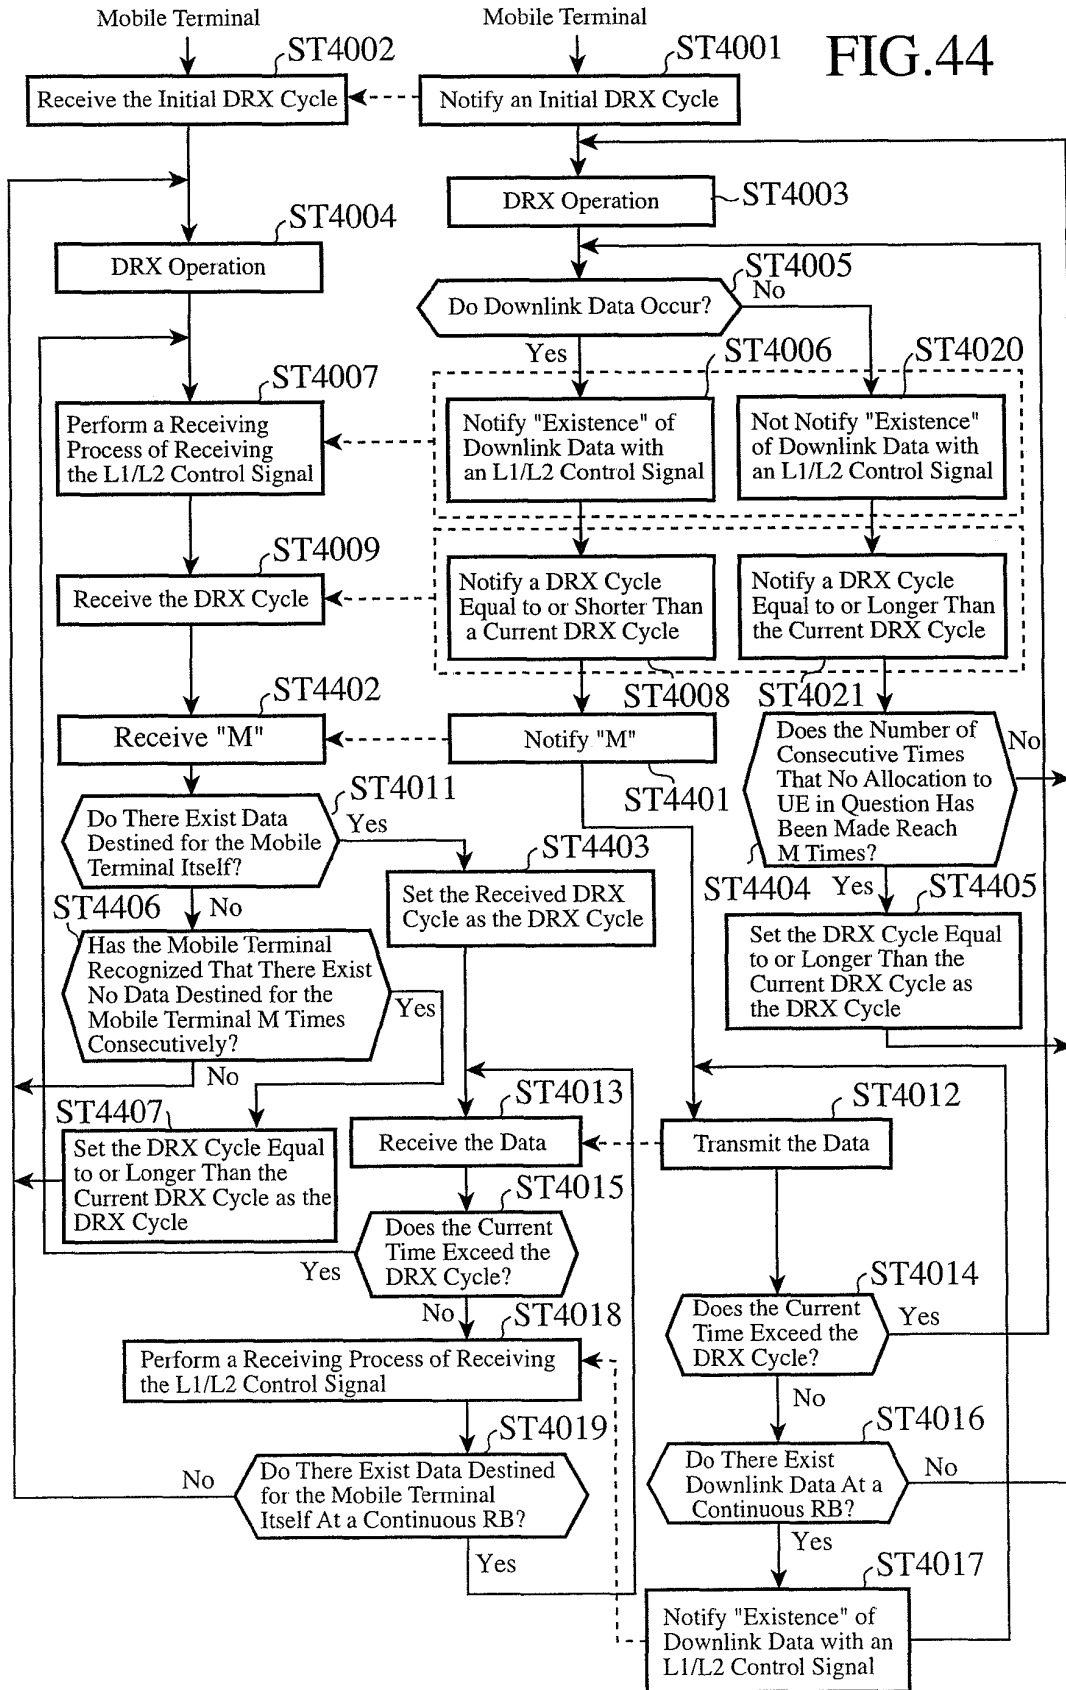 FIG.44
Mobile Terminal
Mobile Terminal
ST4002
ST4001
Receive the Initial DRX Cycle
Notify an Initial DRX Cycle
ST4003
DRX Operation
ST4004
DRX Operation
ST4005
Do Downlink Data Occur?
No
Yes
ST4006
ST4020
ST4007
Perform a Receiving
Process of Receiving
the L1/L2 Control Signal
Notify "Existence" of
Downlink Data with
an L1/L2 Control Signal
Not Notify "Existence"
of Downlink Data with
an L1/L2 Control Signal
ST4009
Receive the DRX Cycle
Notify a DRX Cycle
Equal to or Shorter Than
a Current DRX Cycle
Notify a DRX Cycle
Equal to or Longer Than
the Current DRX Cycle
ST4008
ST4021
ST4402
Receive "M"
Notify "M"
ST4401
Does the Number of
Consecutive Times
That No Allocation to
UE in Question Has
Been Made Reach
M Times?
No
ST4404
Yes
ST4405
ST4011
Do There Exist Data
Destined for the Mobile
Terminal Itself?
Yes
No
ST4403
Set the Received DRX
Cycle as the DRX Cycle
Set the DRX Cycle Equal
to or Longer Than the
Current DRX Cycle as
the DRX Cycle
ST4406
Has the Mobile Terminal
Recognized That There Exist
No Data Destined for the
Mobile Terminal M Times
Consecutively?
Yes
No
ST4407
Set the DRX Cycle Equal
to or Longer Than the
Current DRX Cycle as the
DRX Cycle
ST4013
Receive the Data
ST4012
Transmit the Data
ST4015
Does the Current
Time Exceed the
DRX Cycle?
Yes
No
ST4014
Does the Current
Time Exceed the
DRX Cycle?
Yes
No
ST4018
Perform a Receiving Process of Receiving
the L1/L2 Control Signal
ST4019
Do There Exist Data Destined
for the Mobile Terminal
Itself At a Continuous RB?
No
Yes
ST4016
Do There Exist
Downlink Data At a
Continuous RB?
No
Yes
ST4017
Notify "Existence" of
Downlink Data with an
L1/L2 Control Signal